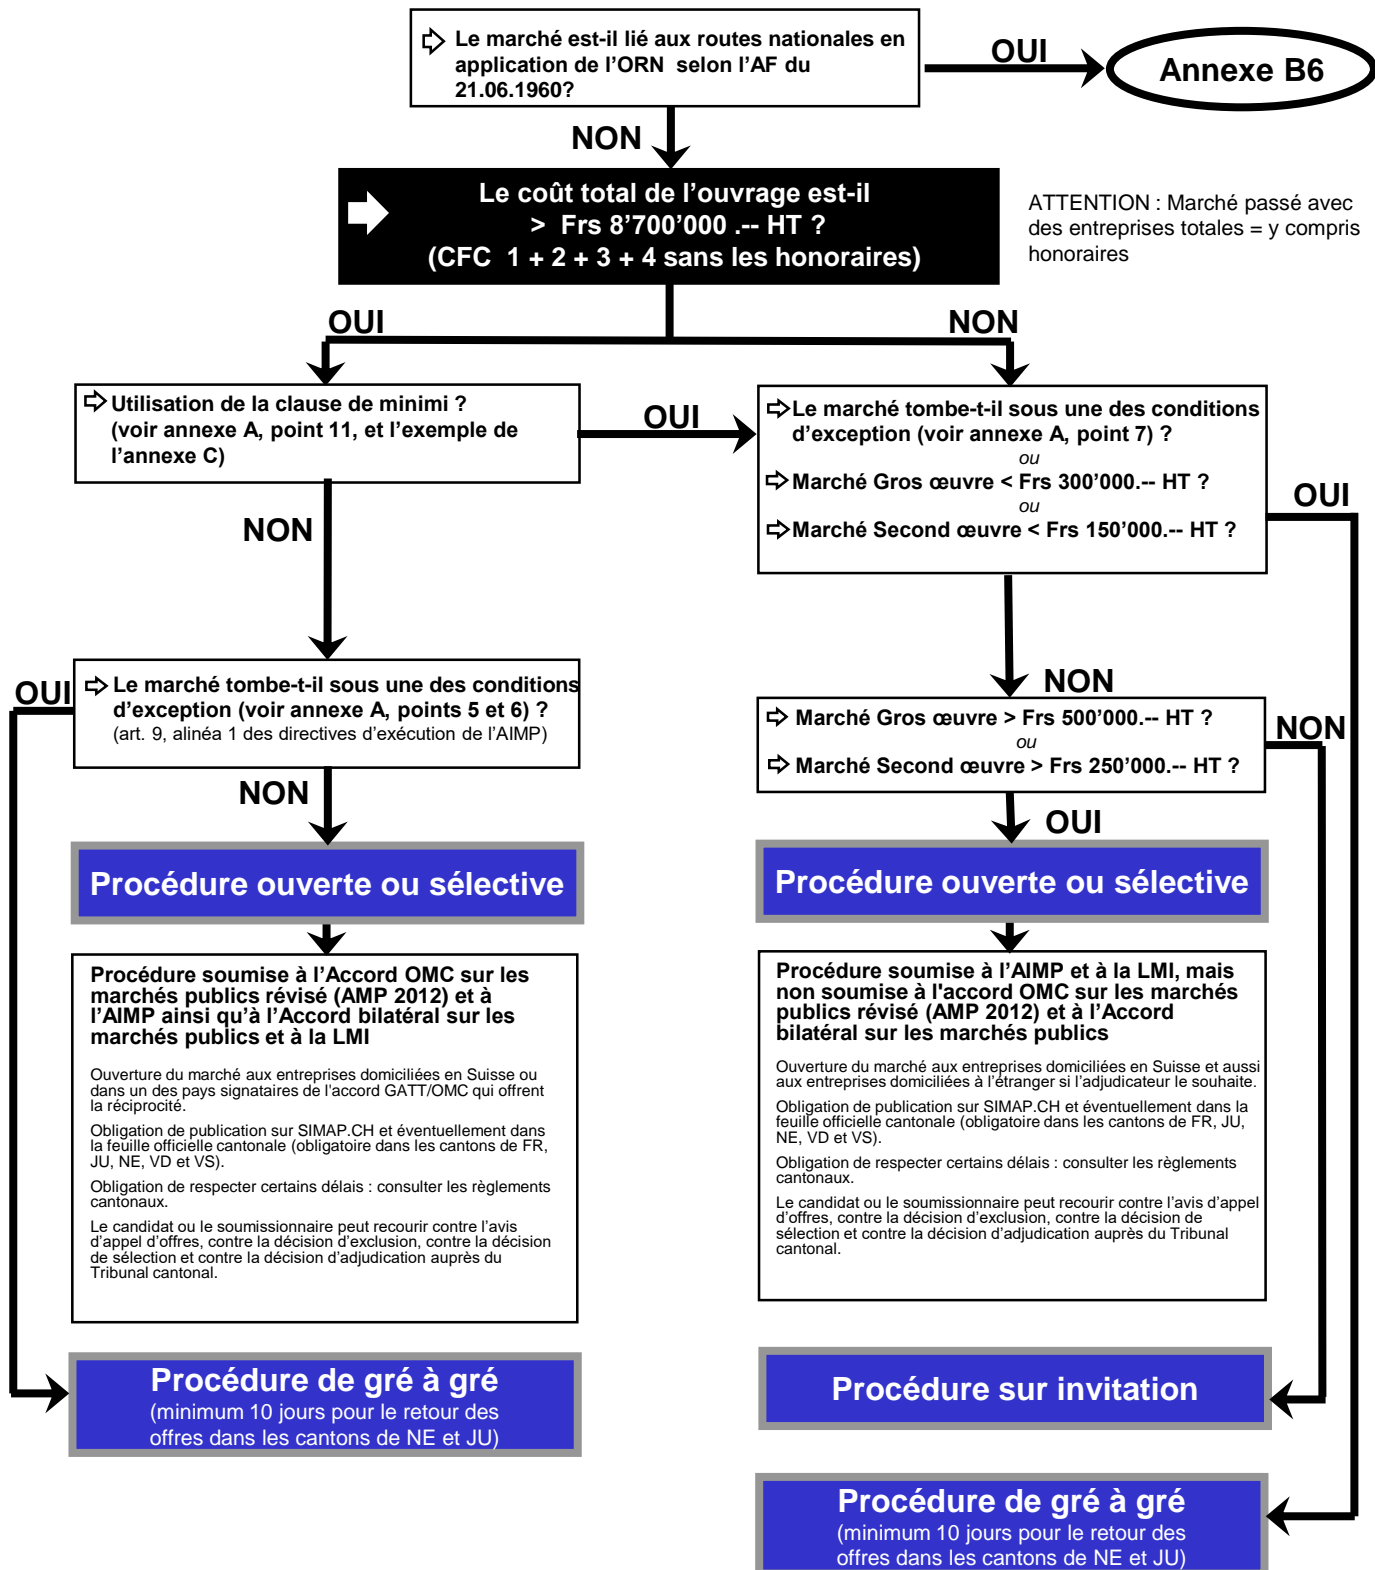 Le marché est-il lié aux routes nationales en
application de l'ORN  selon l'AF du
21.06.1960?
OUI
Annexe B6
NON
Le coût total de l'ouvrage est-il
>  Frs 8'700'000 .-- HT ?
(CFC  1 + 2 + 3 + 4 sans les honoraires)
ATTENTION : Marché passé avec
des entreprises totales = y compris
honoraires
OUI
NON
Utilisation de la clause de minimi ?
(voir annexe A, point 11, et l'exemple de
l'annexe C)
OUI
Le marché tombe-t-il sous une des conditions
d'exception (voir annexe A, point 7) ?
ou
Marché Gros œuvre < Frs 300'000.-- HT ?
ou
Marché Second œuvre < Frs 150'000.-- HT ?
OUI
NON
NON
OUI
Le marché tombe-t-il sous une des conditions
d'exception (voir annexe A, points 5 et 6) ?
(art. 9, alinéa 1 des directives d'exécution de l'AIMP)
Marché Gros œuvre > Frs 500'000.-- HT ?
ou
Marché Second œuvre > Frs 250'000.-- HT ?
NON
NON
OUI
Procédure ouverte ou sélective
Procédure soumise à l'Accord OMC sur les
marchés publics révisé (AMP 2012) et à
l'AIMP ainsi qu'à l'Accord bilatéral sur les
marchés publics et à la LMI
Ouverture du marché aux entreprises domiciliées en Suisse ou
dans un des pays signataires de l'accord GATT/OMC qui offrent
la réciprocité.
Obligation de publication sur SIMAP.CH et éventuellement dans
la feuille officielle cantonale (obligatoire dans les cantons de FR,
JU, NE, VD et VS).
Obligation de respecter certains délais : consulter les règlements
cantonaux.
Le candidat ou le soumissionnaire peut recourir contre l'avis
d'appel d'offres, contre la décision d'exclusion, contre la décision
de sélection et contre la décision d'adjudication auprès du
Tribunal cantonal.
Procédure ouverte ou sélective
Procédure soumise à l'AIMP et à la LMI, mais
non soumise à l'accord OMC sur les marchés
publics révisé (AMP 2012) et à l'Accord
bilatéral sur les marchés publics
Ouverture du marché aux entreprises domiciliées en Suisse et aussi
aux entreprises domiciliées à l'étranger si l'adjudicateur le souhaite.
Obligation de publication sur SIMAP.CH et éventuellement dans la
feuille officielle cantonale (obligatoire dans les cantons de FR, JU,
NE, VD et VS).
Obligation de respecter certains délais : consulter les règlements
cantonaux.
Le candidat ou le soumissionnaire peut recourir contre l'avis d'appel
d'offres, contre la décision d'exclusion, contre la décision de
sélection et contre la décision d'adjudication auprès du Tribunal
cantonal.
Procédure de gré à gré
(minimum 10 jours pour le retour des
offres dans les cantons de NE et JU)
Procédure sur invitation
Procédure de gré à gré
(minimum 10 jours pour le retour des
offres dans les cantons de NE et JU)